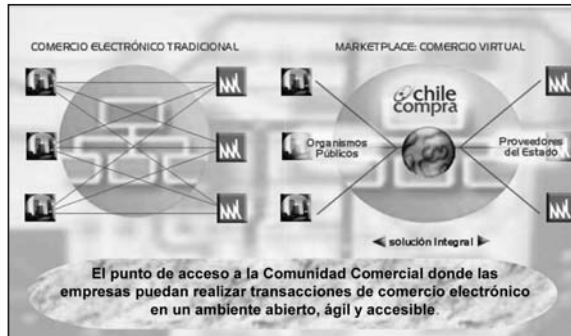 COMERCIO ELECTRÓNICO TRADICIONAL
MARKETPLACE: COMERCIO VIRTUAL
chile
compra
Organismos
Públicos
Proveedores
del Estado
solución Integral
El punto de acceso a la Comunidad Comercial donde las
empresas puedan realizar transacciones de comercio electrónico
en un ambiente abierto, ágil y accesible.